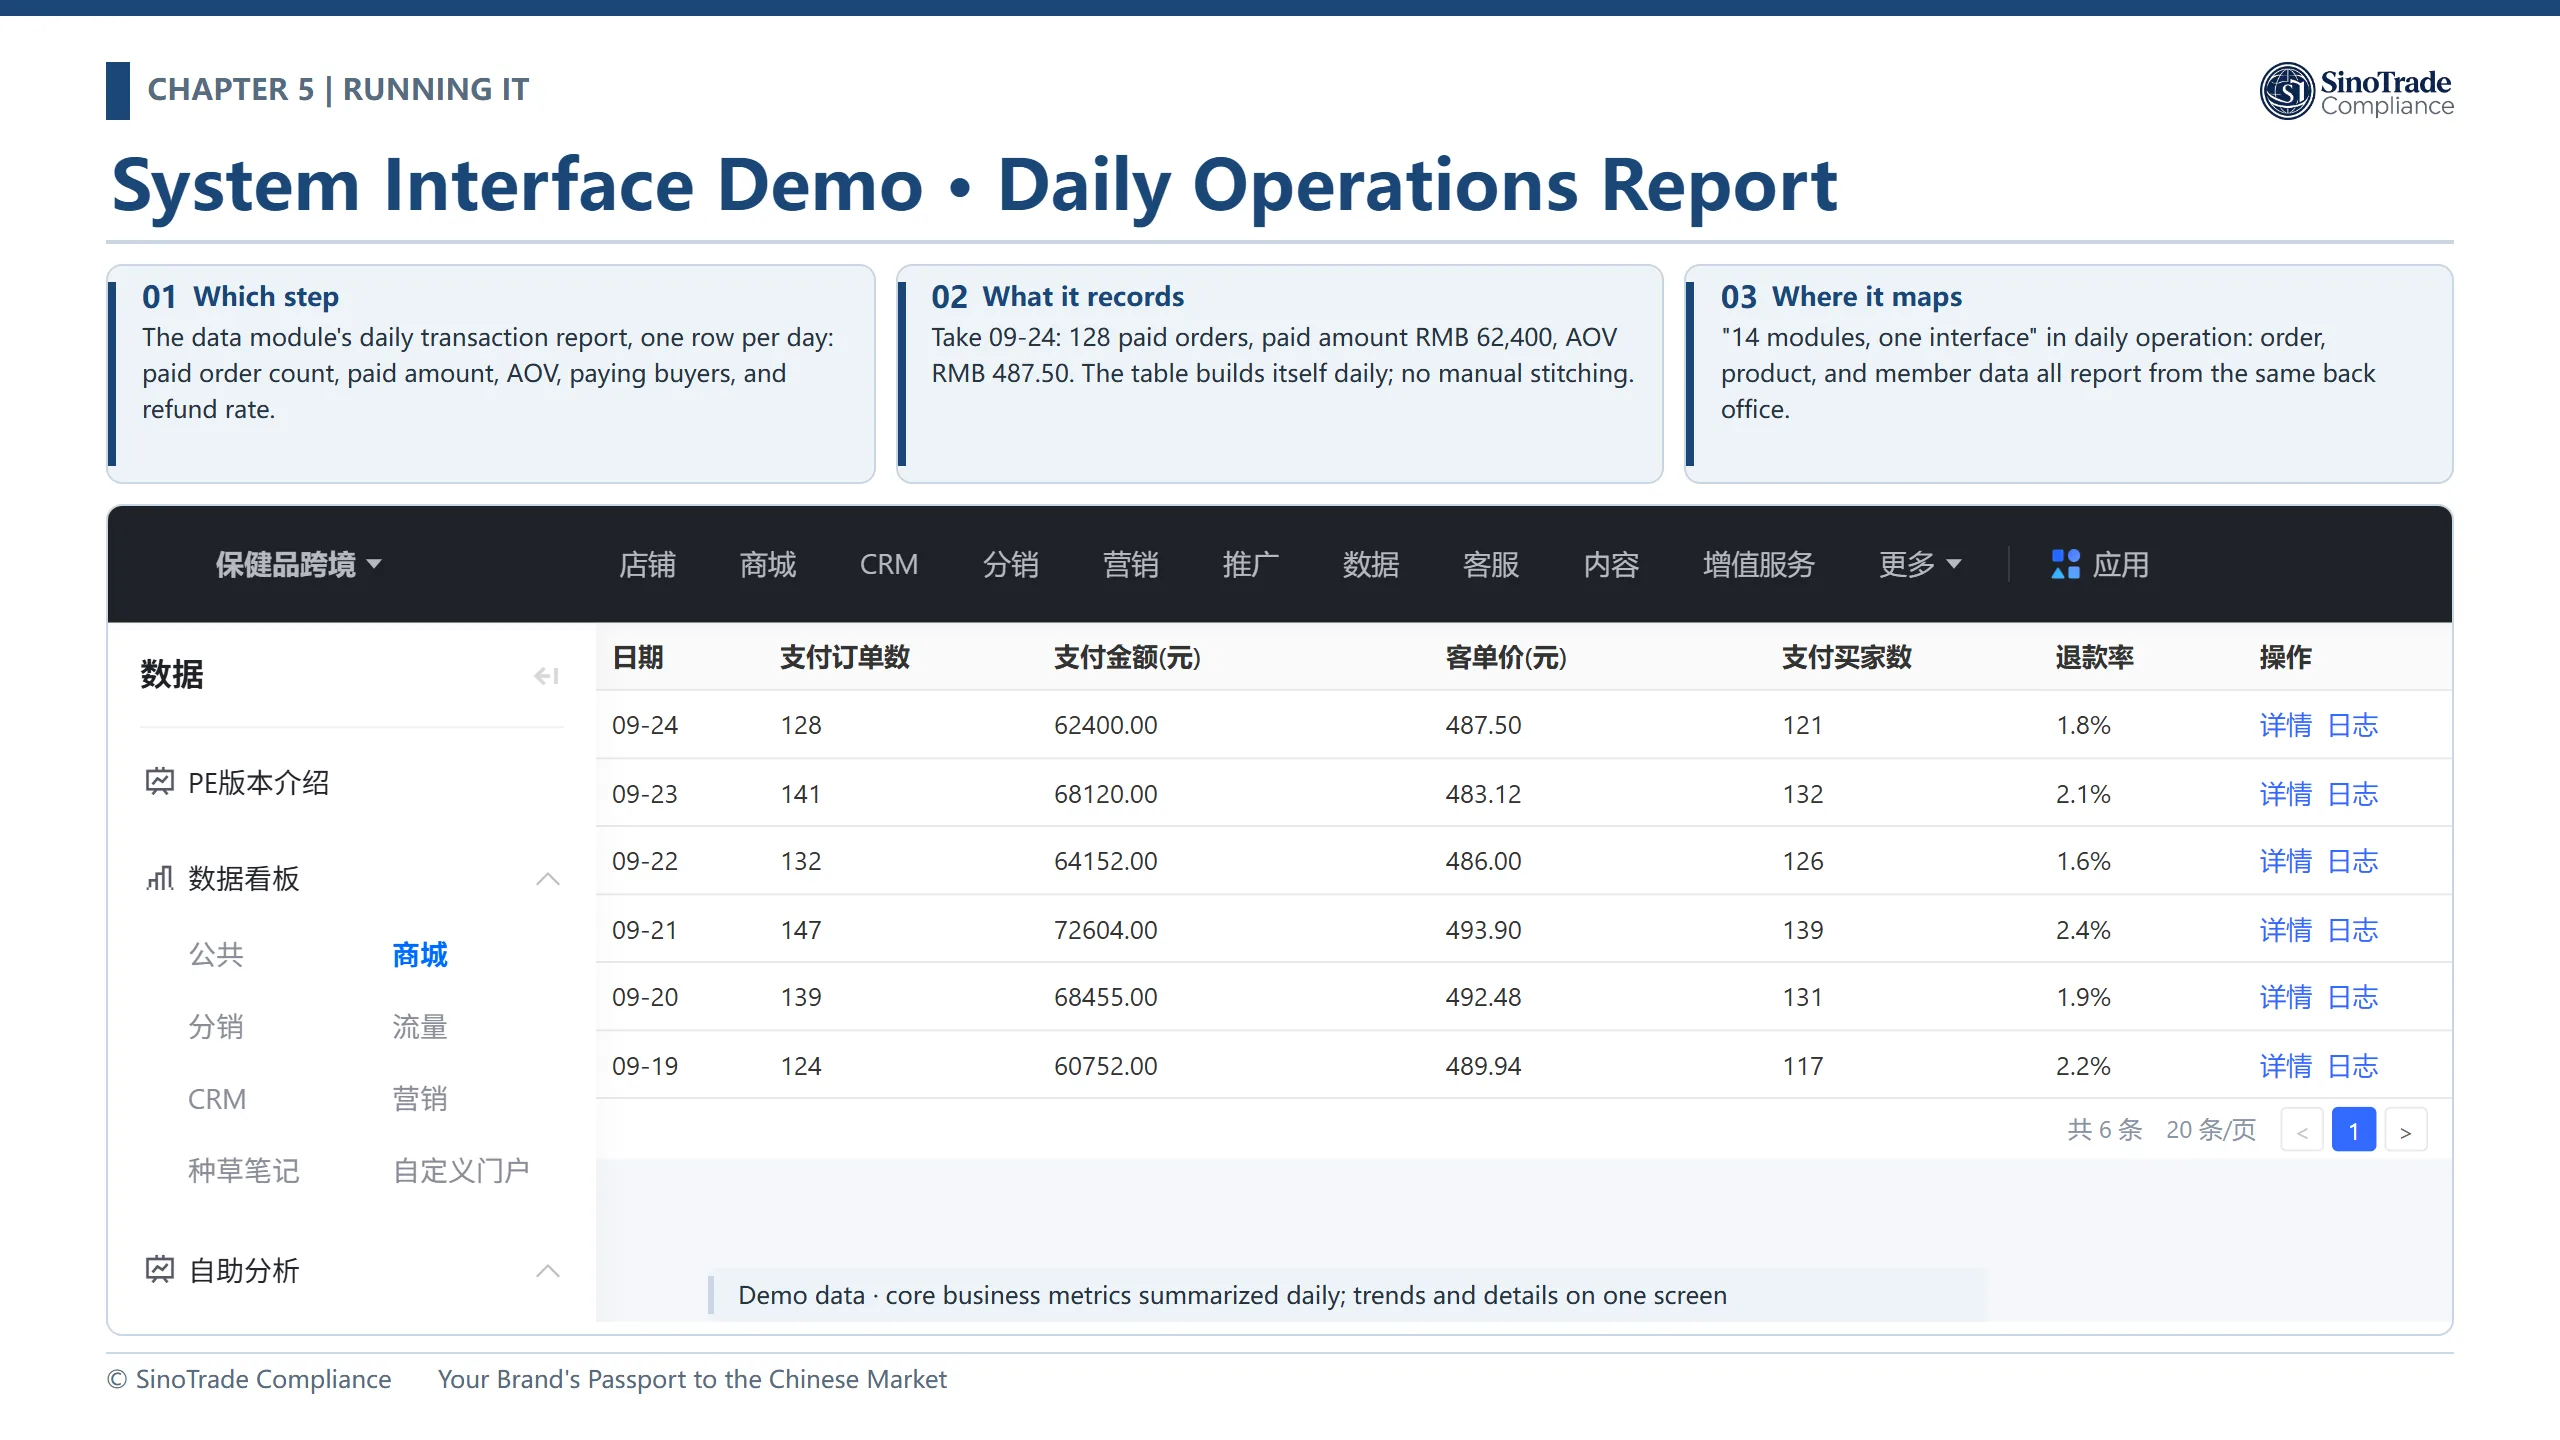 CHAPTER 5 | RUNNING IT
SinoTrade
Compliance
System Interface Demo • Daily Operations Report
01 Which step
The data module's daily transaction report, one row per day:
paid order count, paid amount, AOV, paying buyers, and
refund rate.
02 What it records
Take 09-24: 128 paid orders, paid amount RMB 62,400, AOV
RMB 487.50. The table builds itself daily; no manual stitching.
03 Where it maps
"14 modules, one interface" in daily operation: order,
product, and member data all report from the same back
office.
保健品跨境 店铺 商城 CRM 分销 营销 推广 数据 客服 内容 增值服务 更多 应用
数据
PE版本介绍
数据看板
公共 商城
分销 流量
CRM 营销
种草笔记 自定义门户
自助分析
日期 支付订单数 支付金额(元) 客单价(元) 支付买家数 退款率 操作
09-24 128 62400.00 487.50 121 1.8% 详情 日志
09-23 141 68120.00 483.12 132 2.1% 详情 日志
09-22 132 64152.00 486.00 126 1.6% 详情 日志
09-21 147 72604.00 493.90 139 2.4% 详情 日志
09-20 139 68455.00 492.48 131 1.9% 详情 日志
09-19 124 60752.00 489.94 117 2.2% 详情 日志
共 6 条 20 条/页 < 1 >
Demo data · core business metrics summarized daily; trends and details on one screen
© SinoTrade Compliance Your Brand's Passport to the Chinese Market